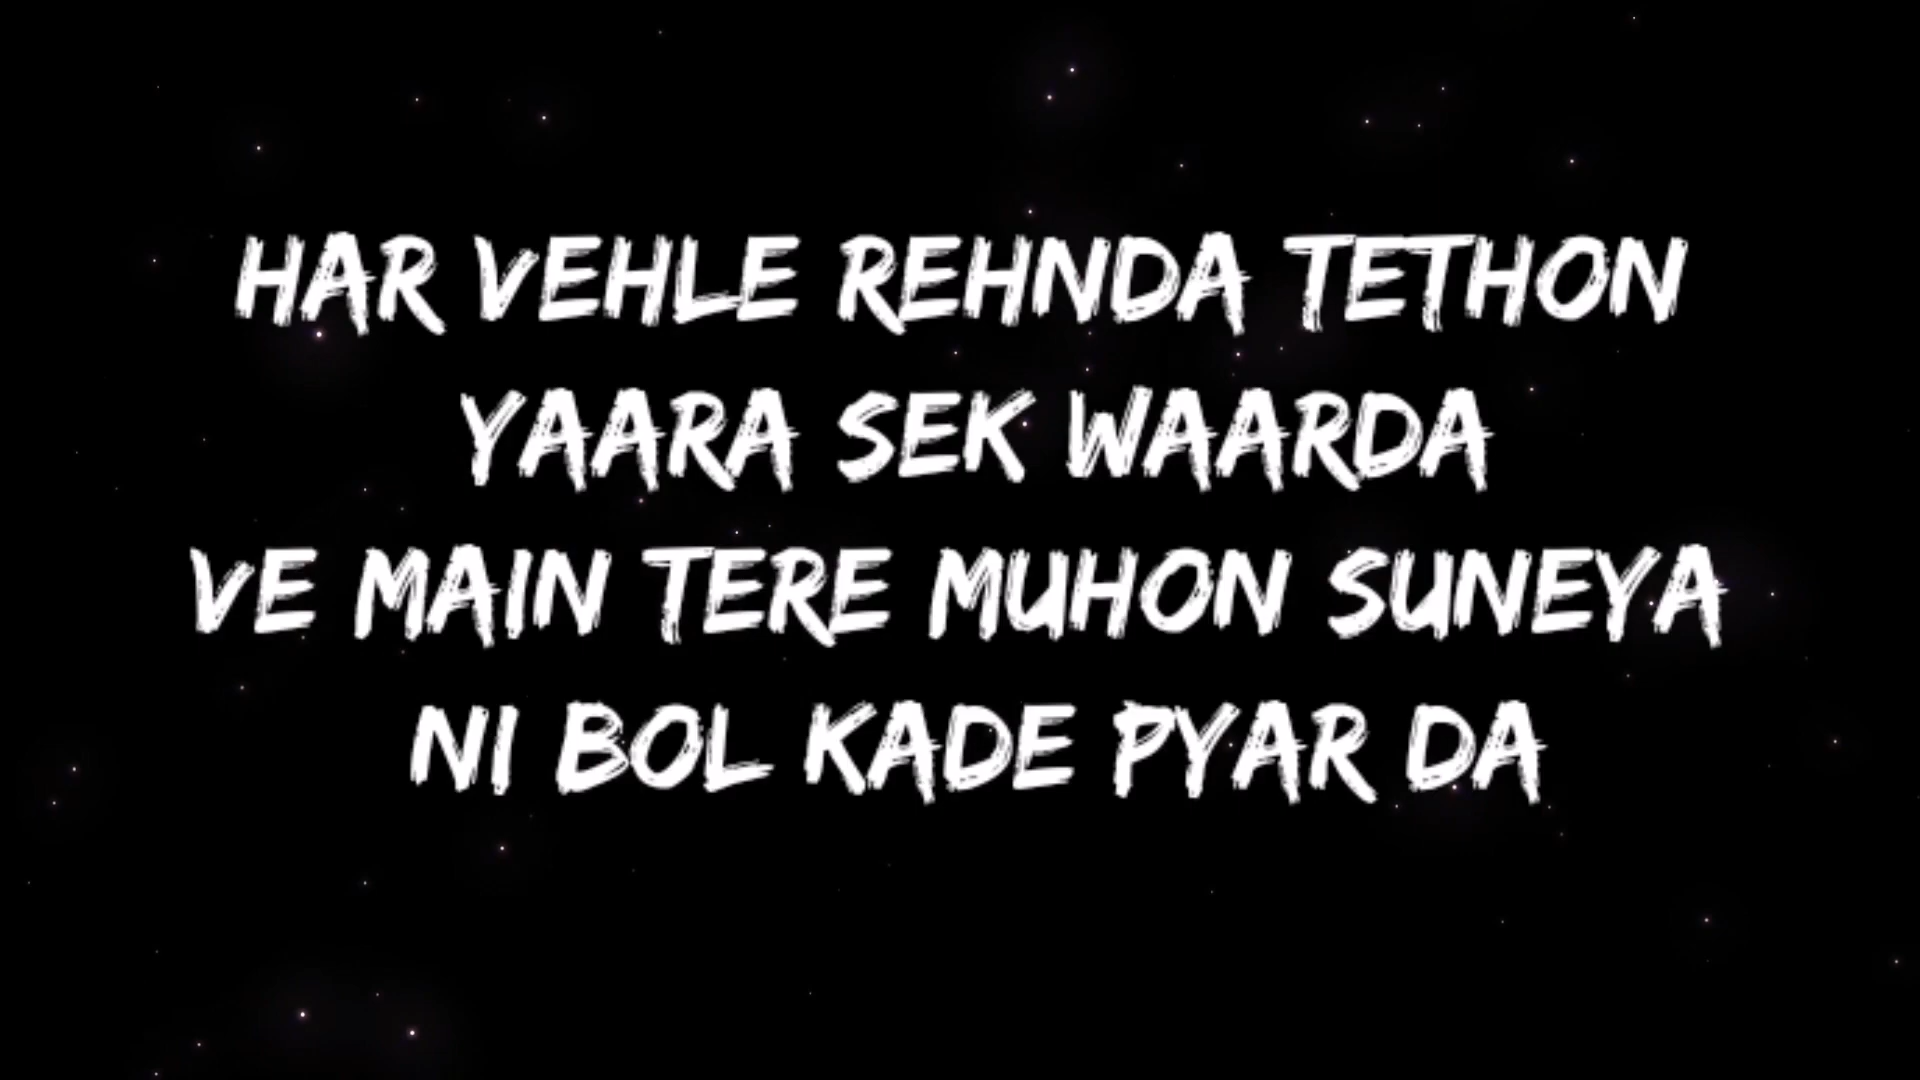 HAR VEHLE REHNDA TETHON
YAARA SEK WAARDA
VE MAIN TERE MUHON SUNEYA
NI BOL KADE PYAR DA